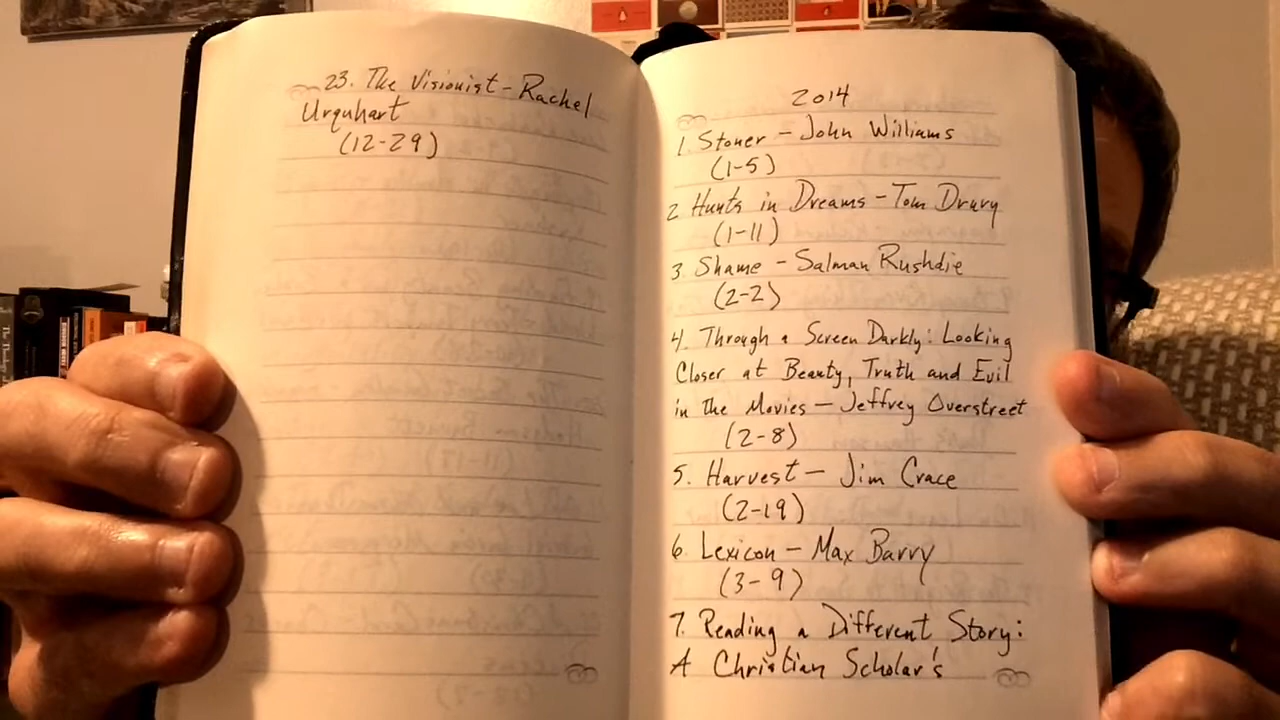 23. The Visionist - Rachel
Urquhart
(12-29)
2014
1. Stoner - John Williams
(1-5)
2 Hunts in Dreams - Tom Drury
(1-11)
3. Shame - Salman Rushdie
(2-2)
4. Through a Screen Darkly: Looking
Closer at Beauty, Truth and Evil
in the Movies - Jeffrey Overstreet
(2-8)
5. Harvest - Jim Crace
(2-19)
6. Lexicon - Max Barry
(3-9)
7. Reading a Different Story:
A Christian Scholar's